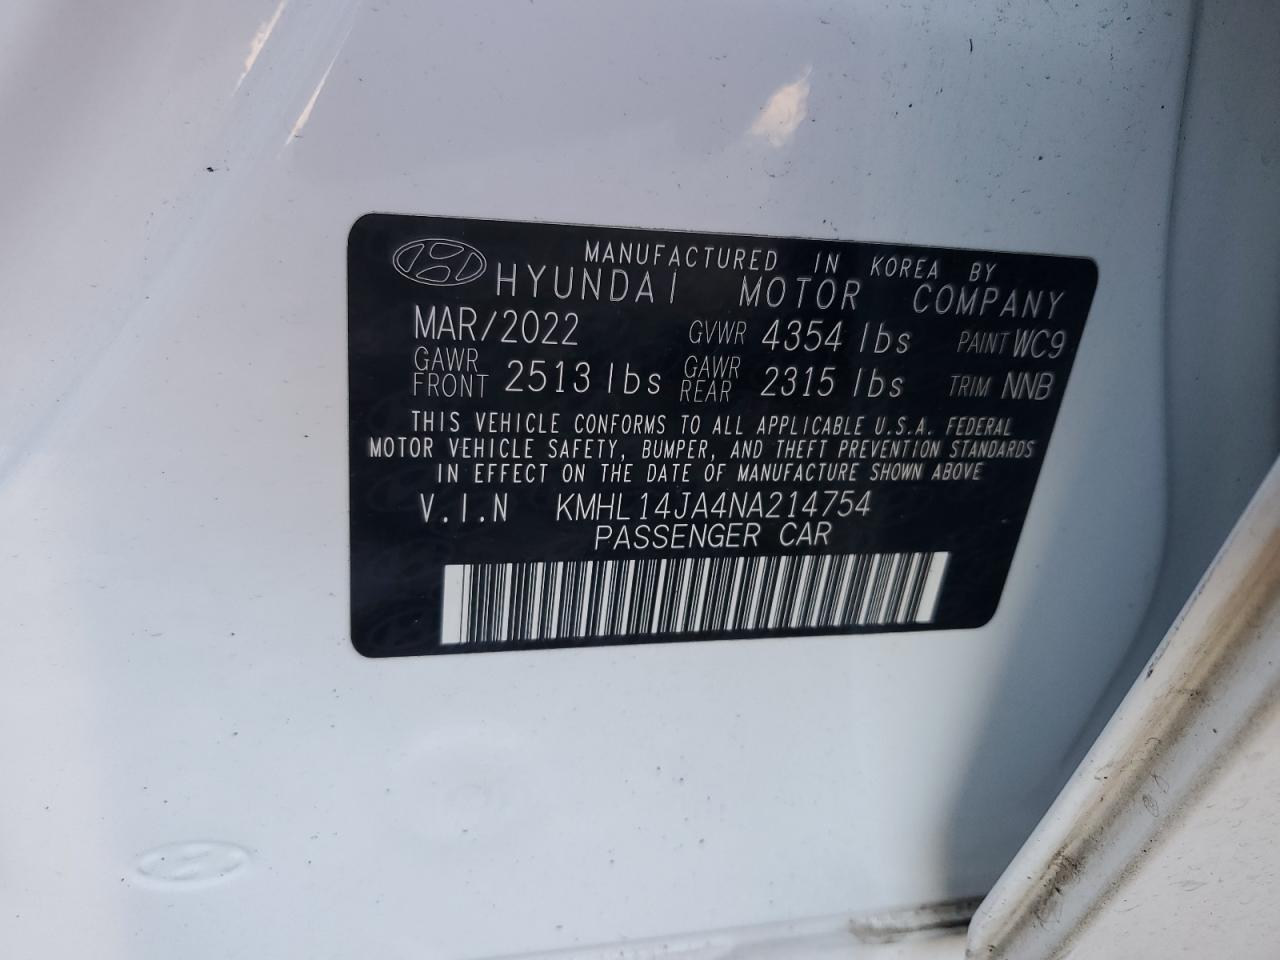 MANUFACTURED IN KOREA BY
HYUNDAI MOTOR COMPANY
MAR/2022 GVWR 4354 lbs PAINT WC9
GAWR FRONT 2513 lbs GAWR REAR 2315 lbs TRIM NNB
THIS VEHICLE CONFORMS TO ALL APPLICABLE U.S.A. FEDERAL
MOTOR VEHICLE SAFETY, BUMPER, AND THEFT PREVENTION STANDARDS
IN EFFECT ON THE DATE OF MANUFACTURE SHOWN ABOVE
V.I.N KMHL14JA4NA214754
PASSENGER CAR